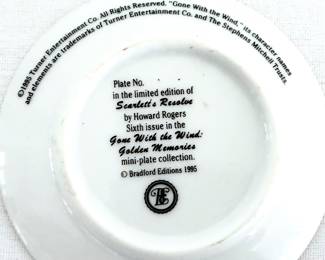 ©1995 Turner Entertainment Co. All Rights Reserved. "Gone With the Wind," its character names
and elements are trademarks of Turner Entertainment Co. and The Stephens Mitchell Trusts.
Plate No.
in the limited edition of
Scarlett's Resolve
by Howard Rogers
Sixth issue in the
Gone With the Wind:
Golden Memories
mini-plate collection.
© Bradford Editions 1995